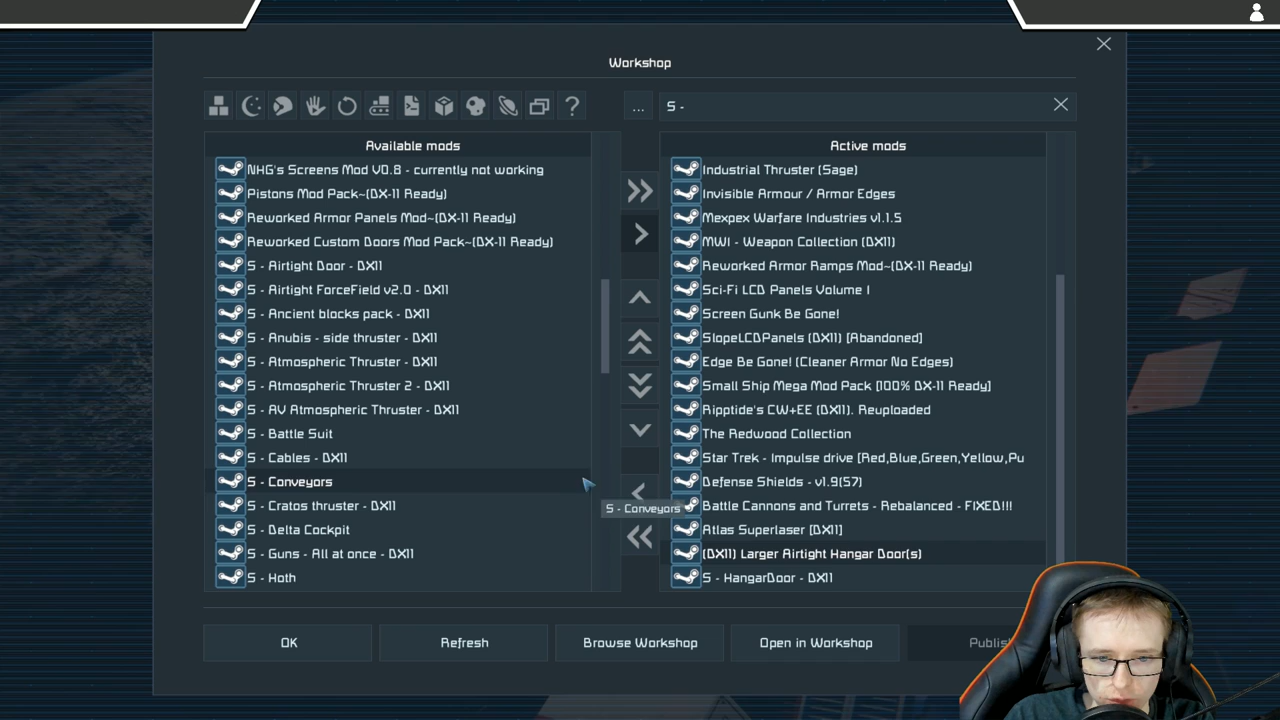 Workshop
...
S -
?
Available mods
NHG's Screens Mod V0.8 - currently not working
Pistons Mod Pack~(DX-11 Ready)
Reworked Armor Panels Mod~(DX-11 Ready)
Reworked Custom Doors Mod Pack~(DX-11 Ready)
S - Airtight Door - DX11
S - Airtight ForceField v2.0 - DX11
S - Ancient blocks pack - DX11
S - Anubis - side thruster - DX11
S - Atmospheric Thruster - DX11
S - Atmospheric Thruster 2 - DX11
S - AV Atmospheric Thruster - DX11
S - Battle Suit
S - Cables - DX11
S - Conveyors
S - Cratos thruster - DX11
S - Delta Cockpit
S - Guns - All at once - DX11
S - Hoth
S - Conveyors
Active mods
Industrial Thruster (Sage)
Invisible Armour / Armor Edges
Mexpex Warfare Industries v1.1.5
MWI - Weapon Collection (DX11)
Reworked Armor Ramps Mod~(DX-11 Ready)
Sci-Fi LCD Panels Volume 1
Screen Gunk Be Gone!
SlopeLCDPanels (DX11) [Abandoned]
Edge Be Gone! (Cleaner Armor No Edges)
Small Ship Mega Mod Pack [100% DX-11 Ready]
Ripptide's CW+EE (DX11). Reuploaded
The Redwood Collection
Star Trek - Impulse drive [Red,Blue,Green,Yellow,Pu
Defense Shields - v1.9(57)
Battle Cannons and Turrets - Rebalanced - FIXED!!!
Atlas Superlaser [DX11]
(DX11) Larger Airtight Hangar Door(s)
S - HangarDoor - DX11
OK
Refresh
Browse Workshop
Open in Workshop
Publis